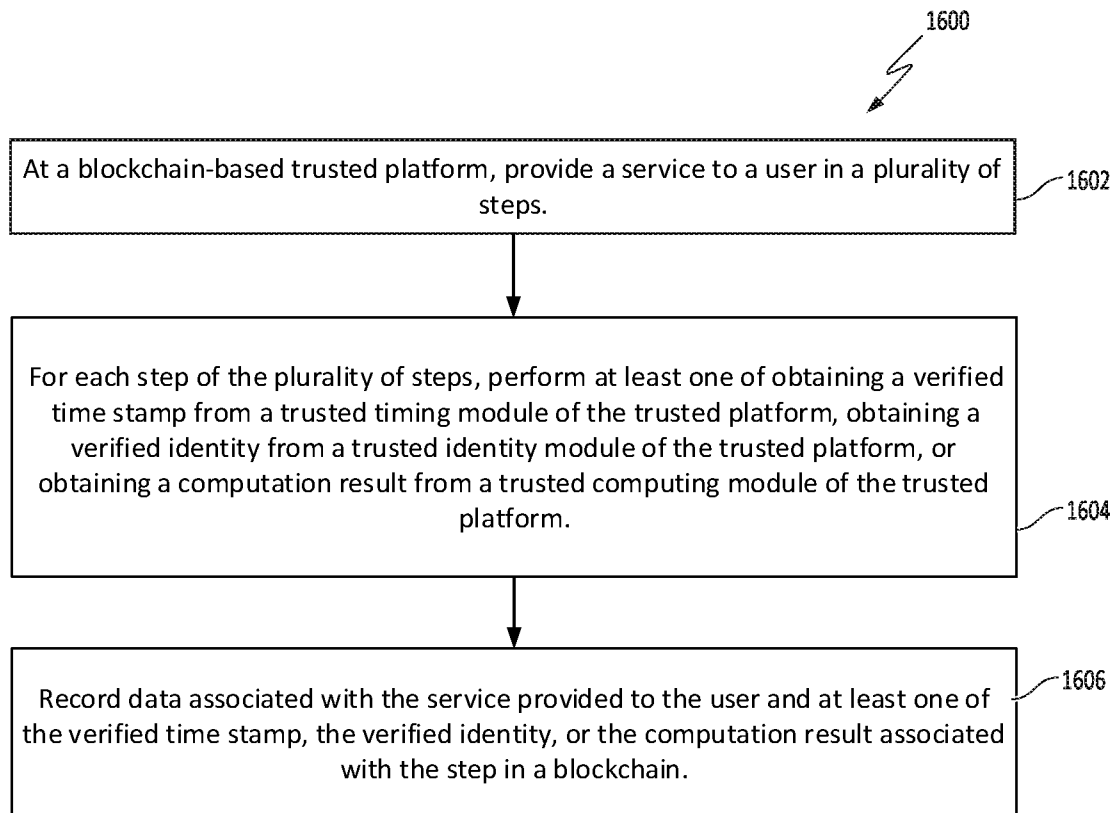 1600
At a blockchain-based trusted platform, provide a service to a user in a plurality of
steps.
1602
For each step of the plurality of steps, perform at least one of obtaining a verified
time stamp from a trusted timing module of the trusted platform, obtaining a
verified identity from a trusted identity module of the trusted platform, or
obtaining a computation result from a trusted computing module of the trusted
platform.
1604
Record data associated with the service provided to the user and at least one of
the verified time stamp, the verified identity, or the computation result associated
with the step in a blockchain.
1606